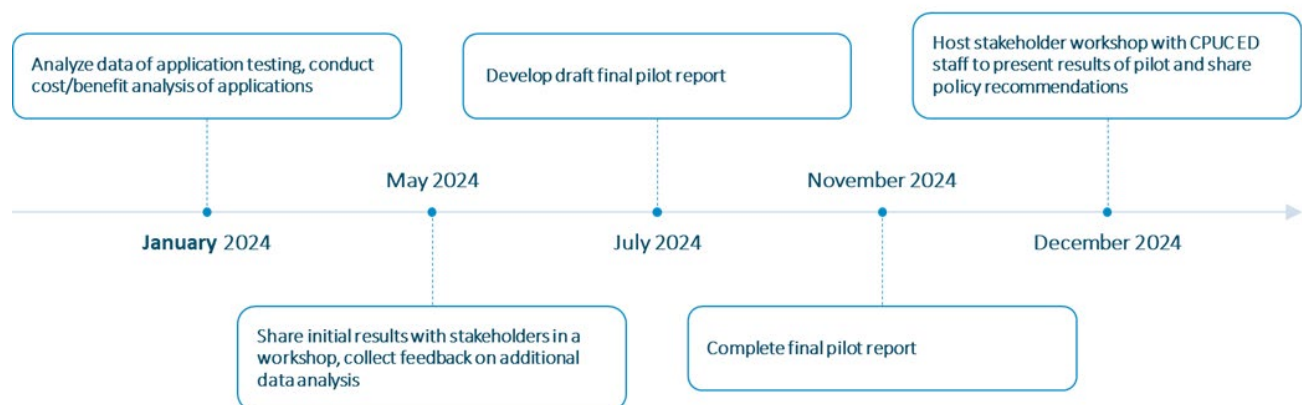 Analyze data of application testing, conduct
cost/benefit analysis of applications
Develop draft final pilot report
Host stakeholder workshop with CPUC ED
staff to present results of pilot and share
policy recommendations
May 2024
November 2024
January 2024
July 2024
December 2024
Share initial results with stakeholders in a
workshop, collect feedback on additional
data analysis
Complete final pilot report